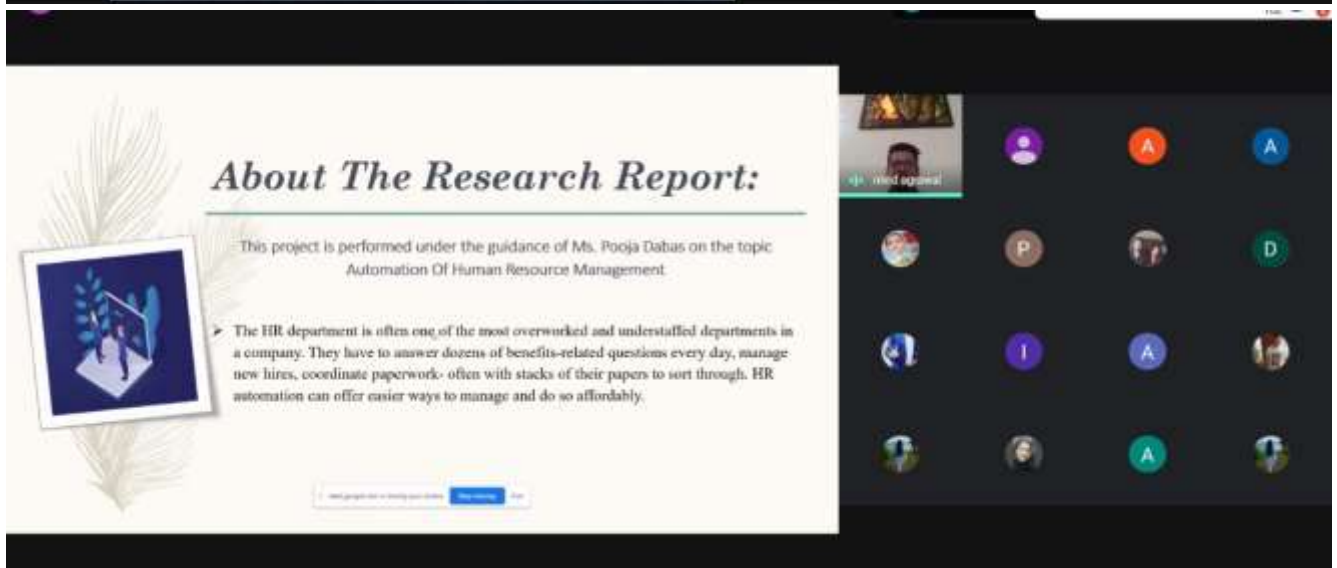 About The Research Report:
This project is performed under the guidance of Ms. Pooja Dabas on the topic
Automation Of Human Resource Management
➤ The HR department is often one of the most overworked and understaffed departments in
a company. They have to answer dozens of benefits-related questions every day, manage
new hires, coordinate paperwork- often with stacks of their papers to sort through. HR
automation can offer easier ways to manage and do so affordably.
Stop sharing
agrawal
A
A
P
D
I
A
A